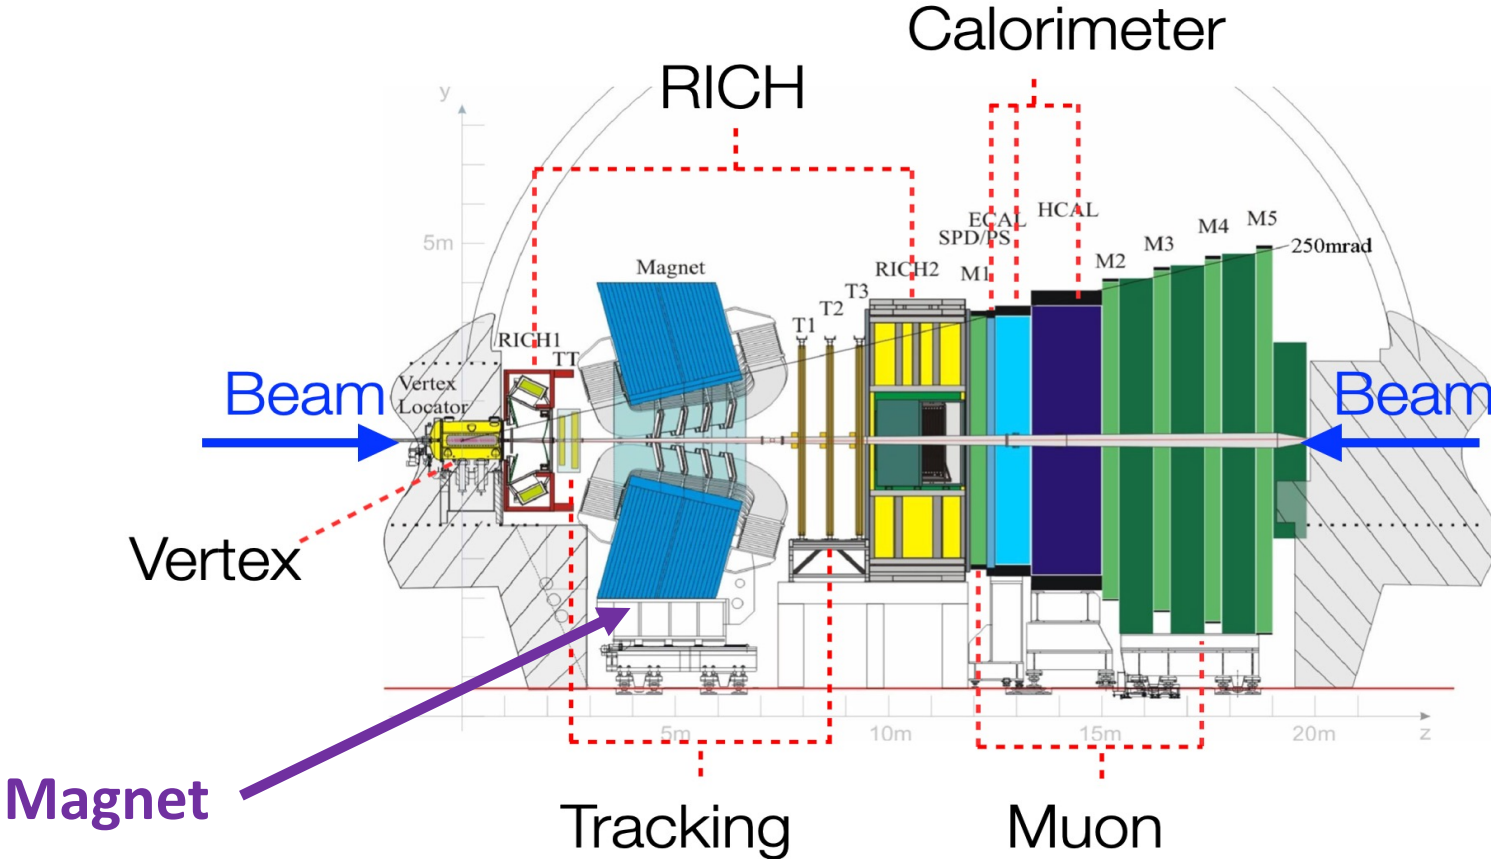 Calorimeter
RICH
y
ECAL
HCAL
SPD/PS
M5
M4
M3
5m
250mrad
M2
Magnet
RICH2
M1
T3
T2
T1
RICH1
TT
Beam
Vertex
Locator
Beam
Vertex
5m
10m
15m
20m
z
Magnet
Tracking
Muon